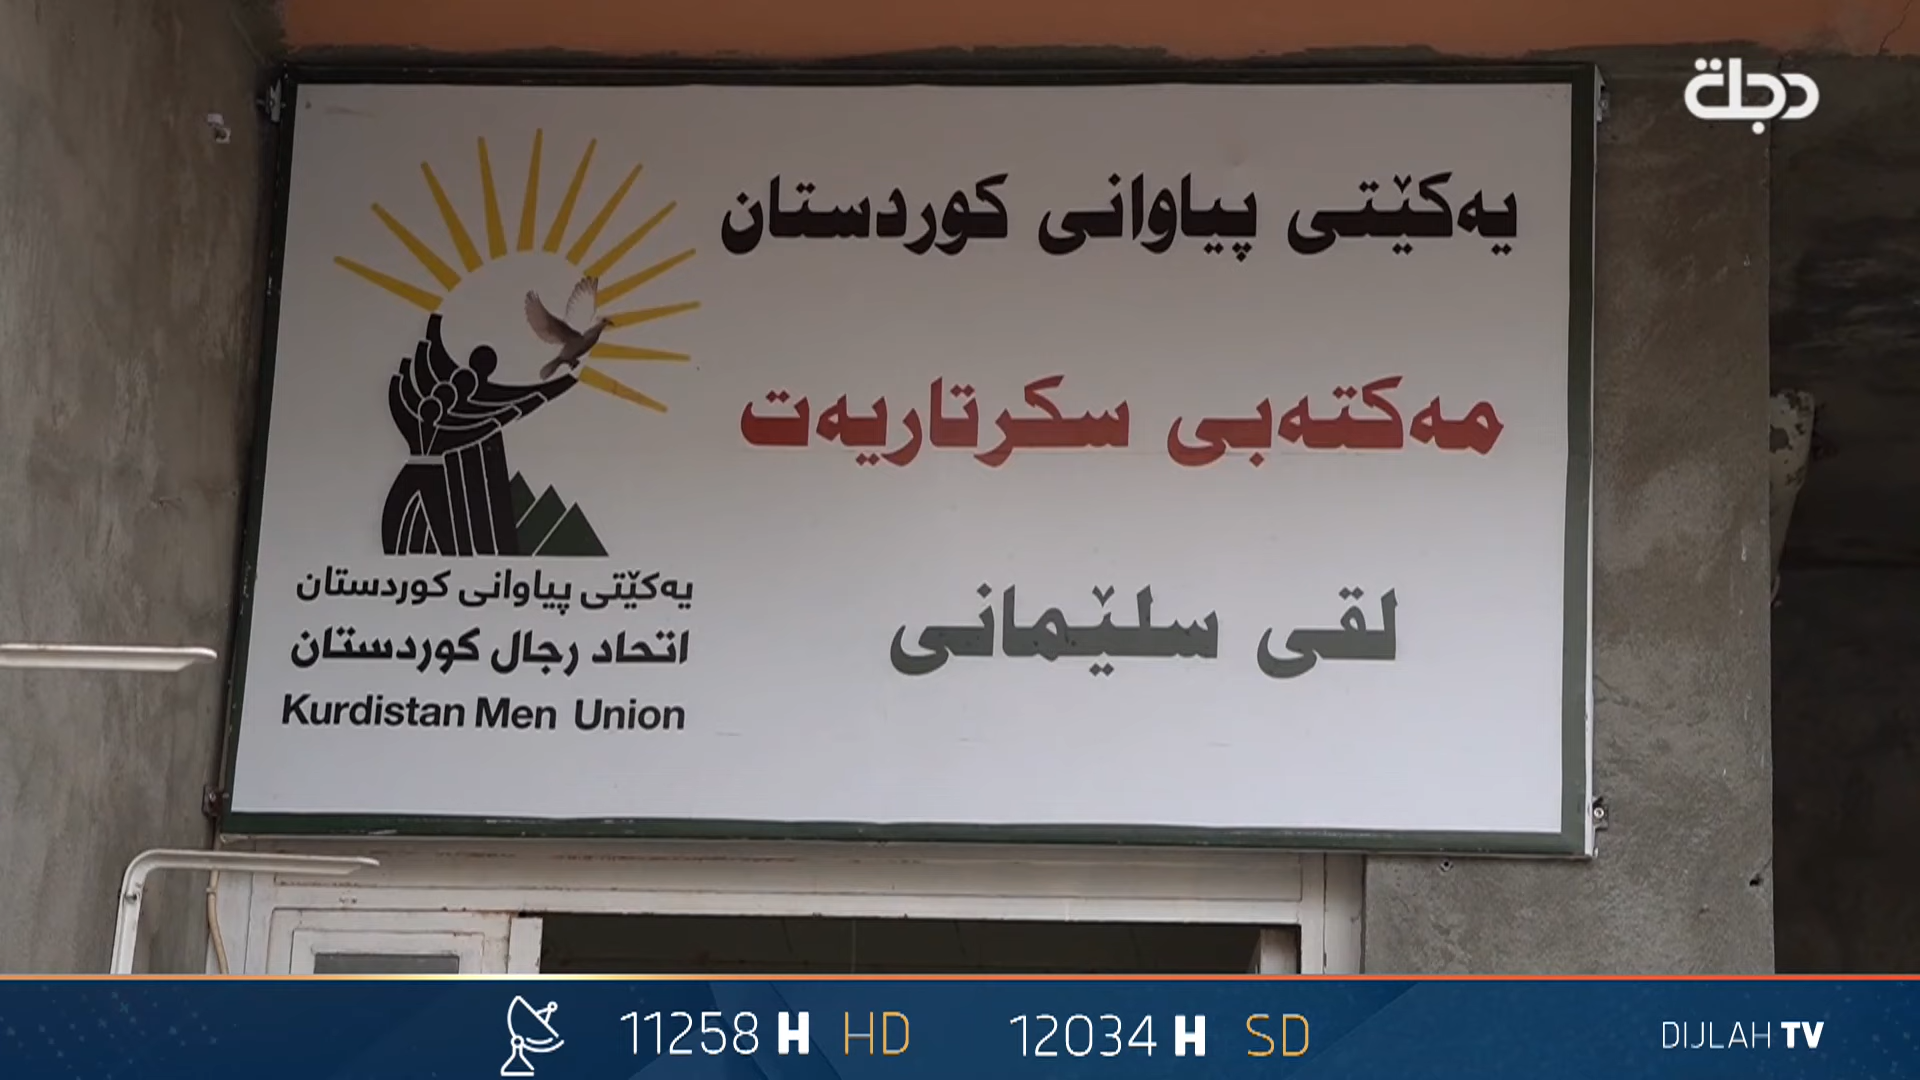 دجلة
یەکێتی پیاوانی کوردستان
مەکتەبی سکرتاریەت
لقی سلێمانی
یەکێتی پیاوانی کوردستان
اتحاد رجال کوردستان
Kurdistan Men Union
11258 H HD 12034 H SD DIJLAH TV